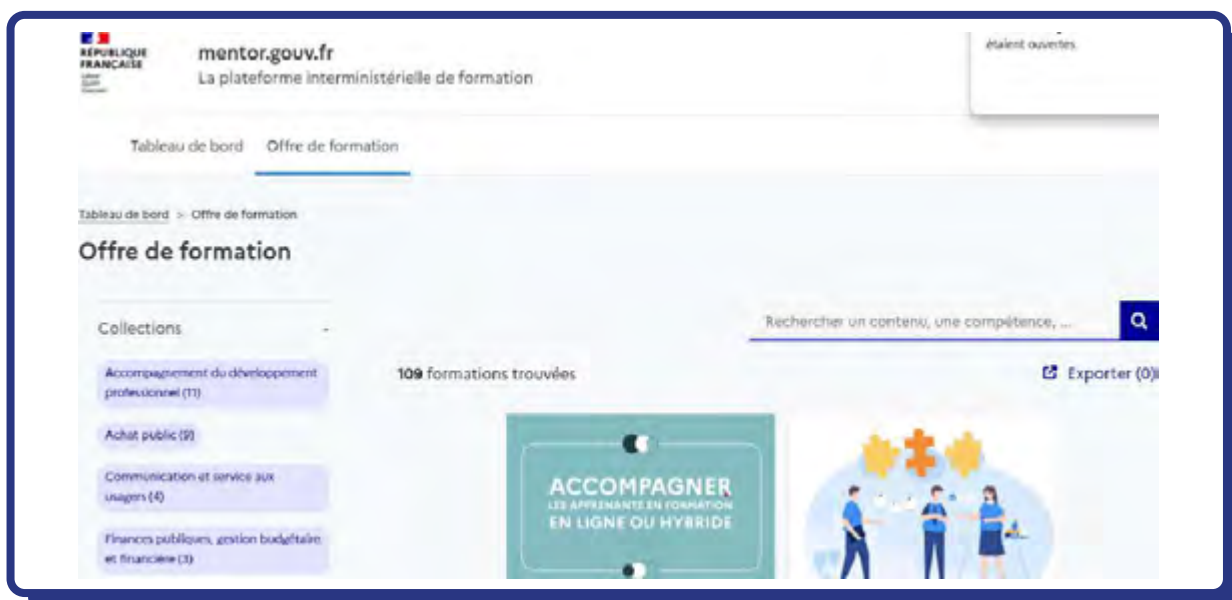 RÉPUBLIQUE
FRANÇAISE
mentor.gouv.fr
La plateforme interministérielle de formation
étaient ouvertes.
Tableau de bord Offre de formation
Tableau de bord > Offre de formation
Offre de formation
Collections -
Rechercher un contenu, une compétence, ...
Accompagnement du développement
professionnel (11)
109 formations trouvées
Exporter (0)
Achat public (9)
Communication et service aux
usagers (4)
Finances publiques, gestion budgétaire
et financière (3)
ACCOMPAGNER
LES APPRENANTS EN FORMATION
EN LIGNE OU HYBRIDE